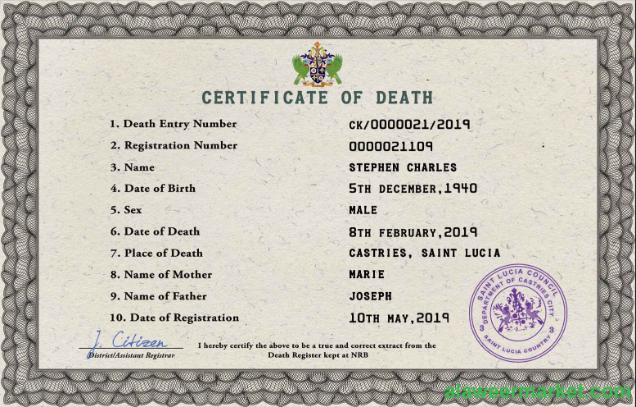 CERTIFICATE OF DEATH
1. Death Entry Number CK/0000021/2019
2. Registration Number 0000021109
3. Name STEPHEN CHARLES
4. Date of Birth 5TH DECEMBER,1940
5. Sex MALE
6. Date of Death 8TH FEBRUARY,2019
7. Place of Death CASTRIES, SAINT LUCIA
8. Name of Mother MARIE
9. Name of Father JOSEPH
10. Date of Registration 10TH MAY,2019
SAINT LUCIA COUNCIL
DEPARTMENT OF CASTRIES CITY
3 3
SAINT LUCIA COUNTRY
J. Citizen
District/Assistant Registrar
I hereby certify the above to be a true and correct extract from the
Death Register kept at NRB